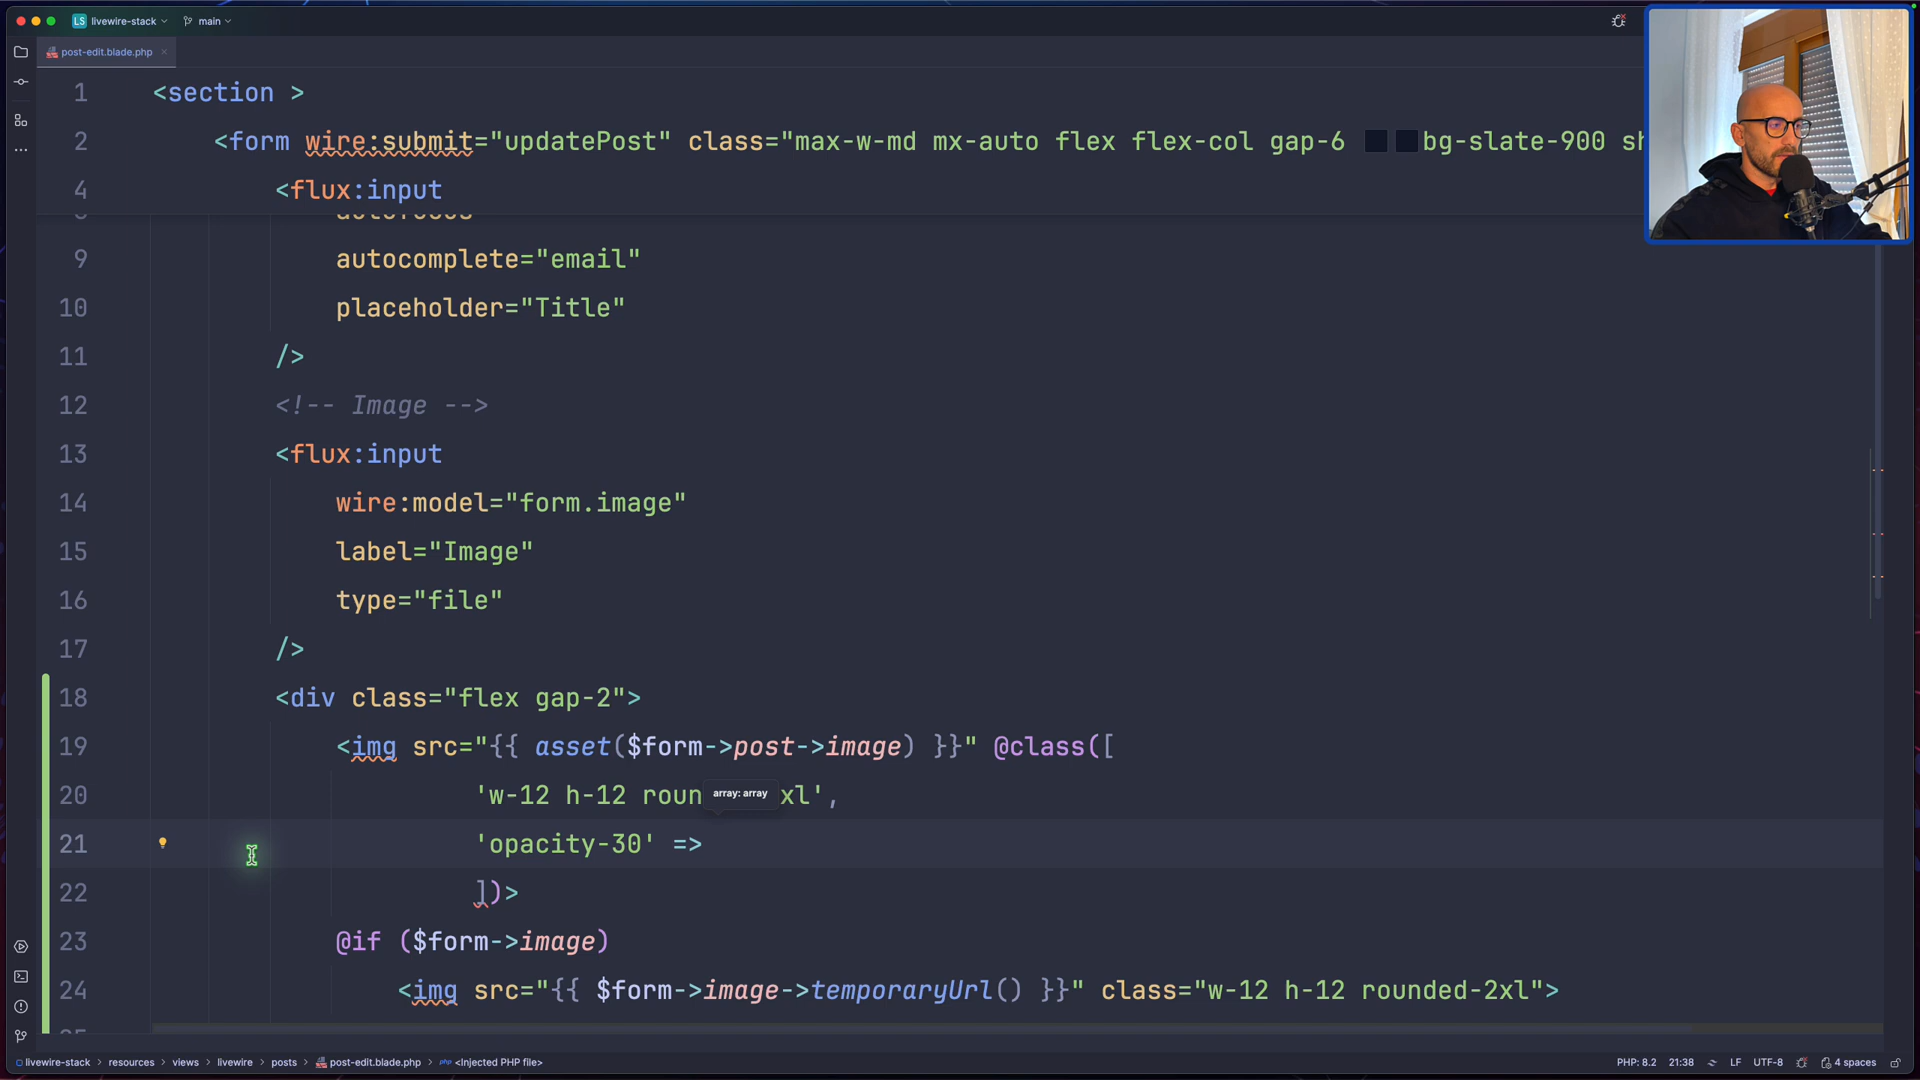 LS livewire-stack main
post-edit.blade.php
1 <section >
2 <form wire:submit="updatePost" class="max-w-md mx-auto flex flex-col gap-6 bg-slate-900 sh
4 <flux:input
9 autocomplete="email"
10 placeholder="Title"
11 />
12 <!-- Image -->
13 <flux:input
14 wire:model="form.image"
15 label="Image"
16 type="file"
17 />
18 <div class="flex gap-2">
19 <img src="{{ asset($form->post->image) }}" @class([
20 'w-12 h-12 roun xl',
array: array
21 'opacity-30' =>
22 ])>
23 @if ($form->image)
24 <img src="{{ $form->image->temporaryUrl() }}" class="w-12 h-12 rounded-2xl">
livewire-stack > resources > views > livewire > posts > post-edit.blade.php > php <Injected PHP file>
PHP: 8.2 21:38 LF UTF-8 4 spaces